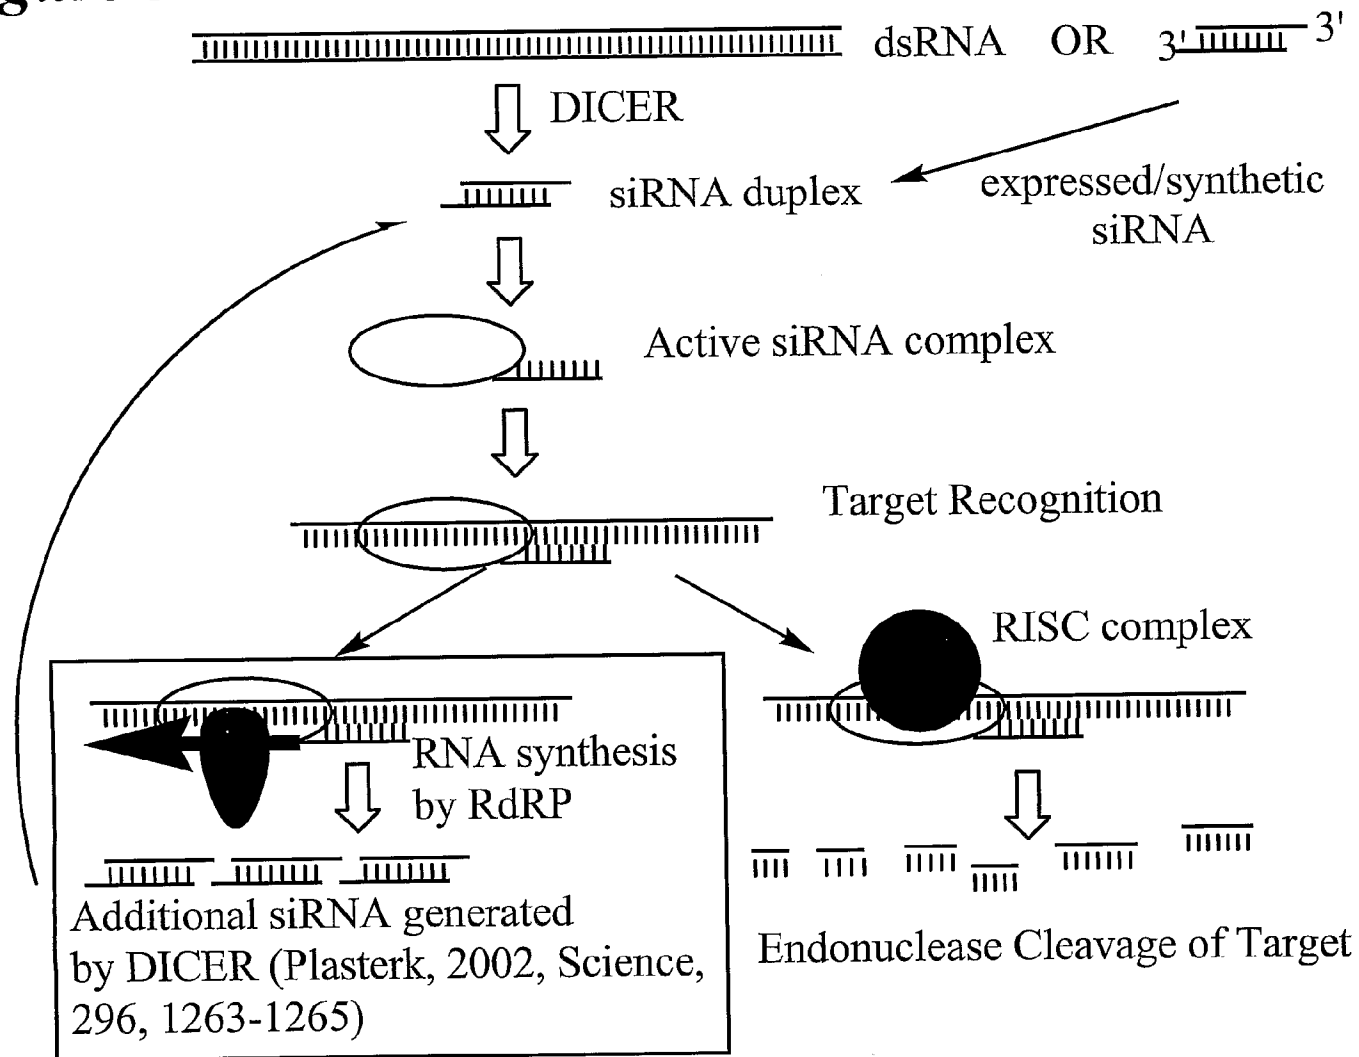 dsRNA OR 3' 3'
DICER
siRNA duplex
expressed/synthetic
siRNA
Active siRNA complex
Target Recognition
RISC complex
RNA synthesis
by RdRP
Additional siRNA generated
by DICER (Plasterk, 2002, Science,
296, 1263-1265)
Endonuclease Cleavage of Target